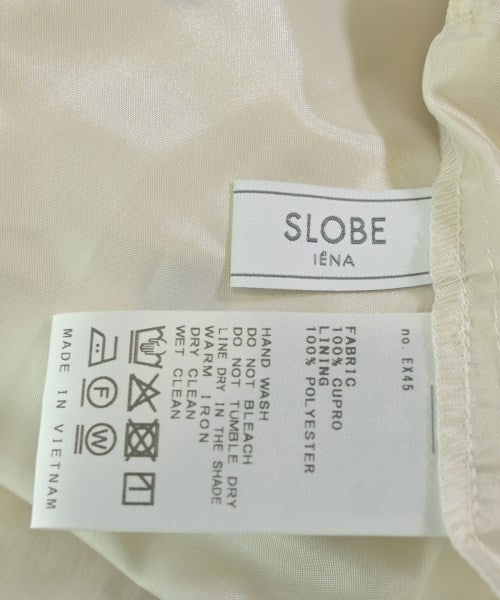 SLOBE
IÉNA
no. EX45
FABRIC
100% CUPRO
LINING
100% POLYESTER
HAND WASH
DO NOT BLEACH
DO NOT TUMBLE DRY
LINE DRY IN THE SHADE
WARM IRON
DRY CLEAN
WET CLEAN
F
W
MADE IN VIETNAM